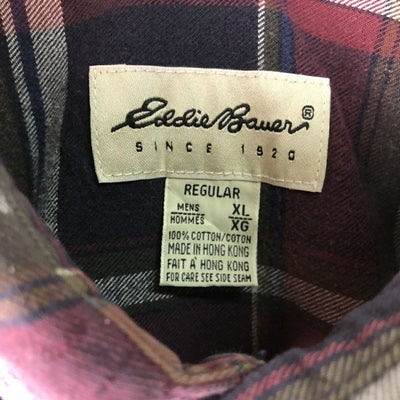 Eddie Bauer®
SINCE 1920
REGULAR
MENS XL
HOMMES XG
100% COTTON/COTON
MADE IN HONG KONG
FAIT À HONG KONG
FOR CARE SEE SIDE SEAM